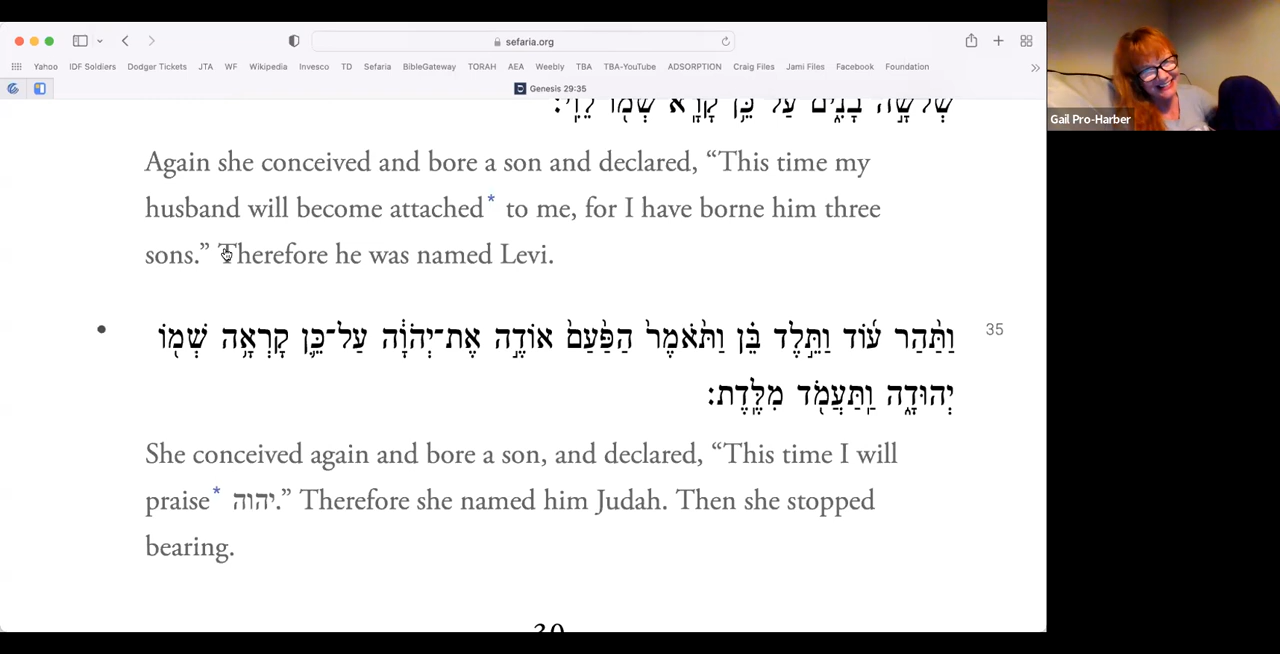 sefaria.org
Yahoo IDF Soldiers Dodger Tickets JTA WF Wikipedia Invesco TD Sefaria BibleGateway TORAH AEA Weebly TBA TBA-YouTube ADSORPTION Craig Files Jami Files Facebook Foundation
Genesis 29:35
Gail Pro-Harber
שְׁלֹשָׁ֣ה בָנִ֑ים עַל כֵּ֥ן קָרָֽא שְׁמ֖וֹ לֵוִֽי׃
Again she conceived and bore a son and declared, “This time my
husband will become attached* to me, for I have borne him three
sons.” Therefore he was named Levi.
וַתַּ֨הַר ע֜וֹד וַתֵּ֣לֶד בֵּ֗ן וַתֹּ֙אמֶר֙ הַפַּ֙עַם֙ אוֹדֶ֣ה אֶת־יְהֹוָ֔ה עַל־כֵּ֛ן קָרְאָ֥ה שְׁמ֖וֹ 35
יְהוּדָ֑ה וַֽתַּעֲמֹ֖ד מִלֶּֽדֶת׃
She conceived again and bore a son, and declared, “This time I will
praise* יהוה.” Therefore she named him Judah. Then she stopped
bearing.
30